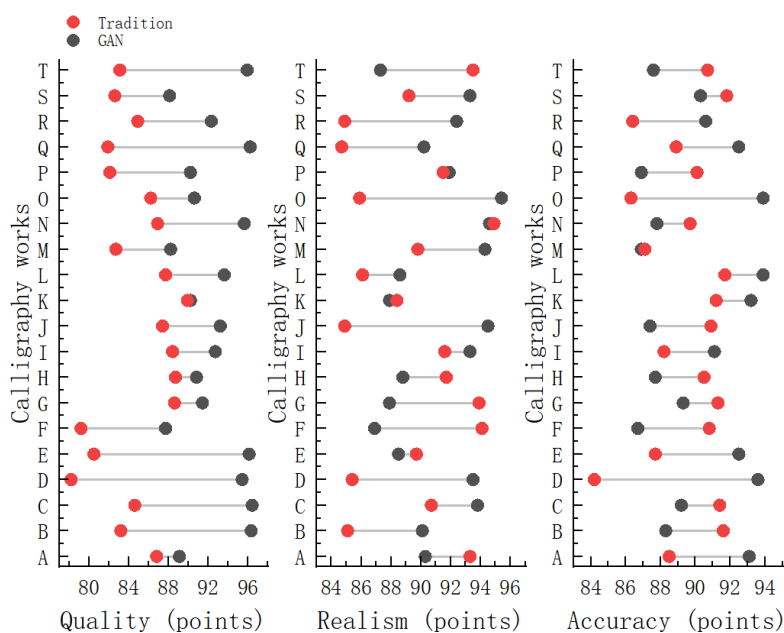 Tradition
GAN
Calligraphy works
T
S
R
Q
P
O
N
M
L
K
J
I
H
G
F
E
D
C
B
A
80 84 88 92 96
Quality (points)
Calligraphy works
T
S
R
Q
P
O
N
M
L
K
J
I
H
G
F
E
D
C
B
A
84 86 88 90 92 94 96
Realism (points)
Calligraphy works
T
S
R
Q
P
O
N
M
L
K
J
I
H
G
F
E
D
C
B
A
84 86 88 90 92 94
Accuracy (points)